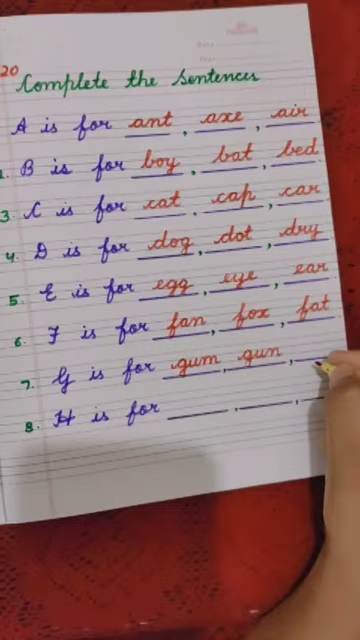 20
Complete the Sentences
A is for ant, axe, air
B is for boy, bat, bed
3. C is for cat, cap, car
4. D is for dog, dot, dry
5. E is for egg, eye, ear
6. F is for fan, fox, fat
7. G is for gum, gun,
8. H is for